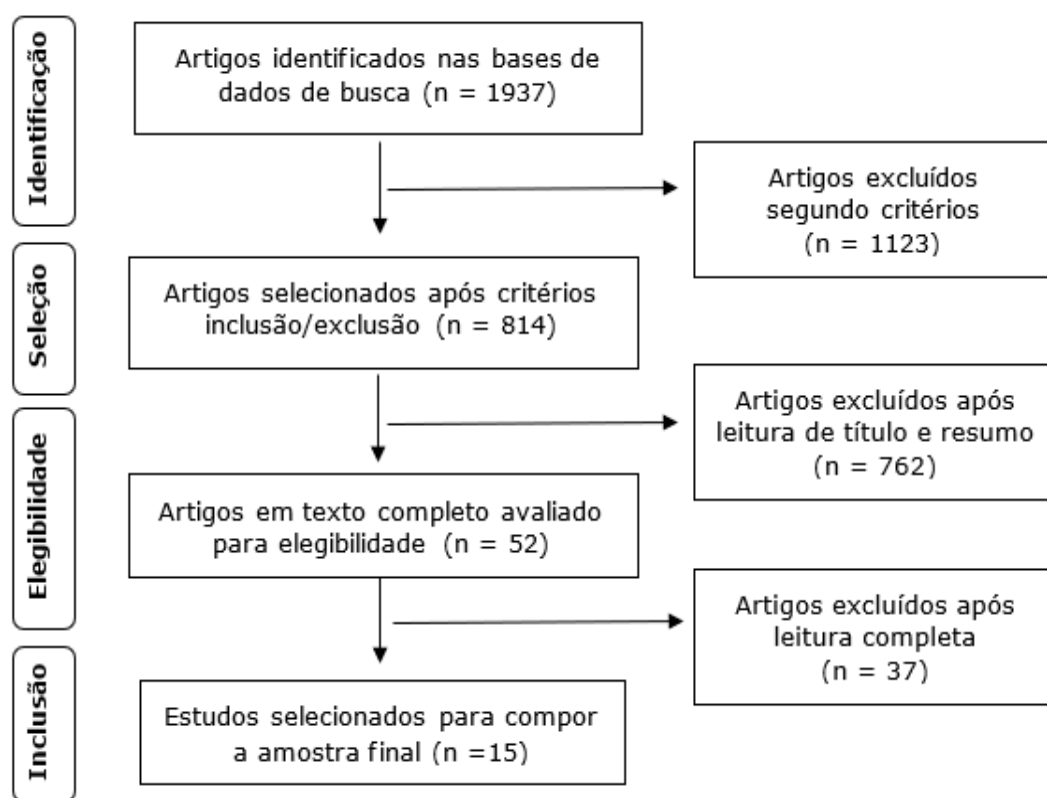 Identificação
Artigos identificados nas bases de
dados de busca (n = 1937)
Artigos excluídos
segundo critérios
(n = 1123)
Seleção
Artigos selecionados após critérios
inclusão/exclusão (n = 814)
Artigos excluídos após
leitura de título e resumo
(n = 762)
Elegibilidade
Artigos em texto completo avaliado
para elegibilidade (n = 52)
Artigos excluídos após
leitura completa
(n = 37)
Inclusão
Estudos selecionados para compor
a amostra final (n =15)